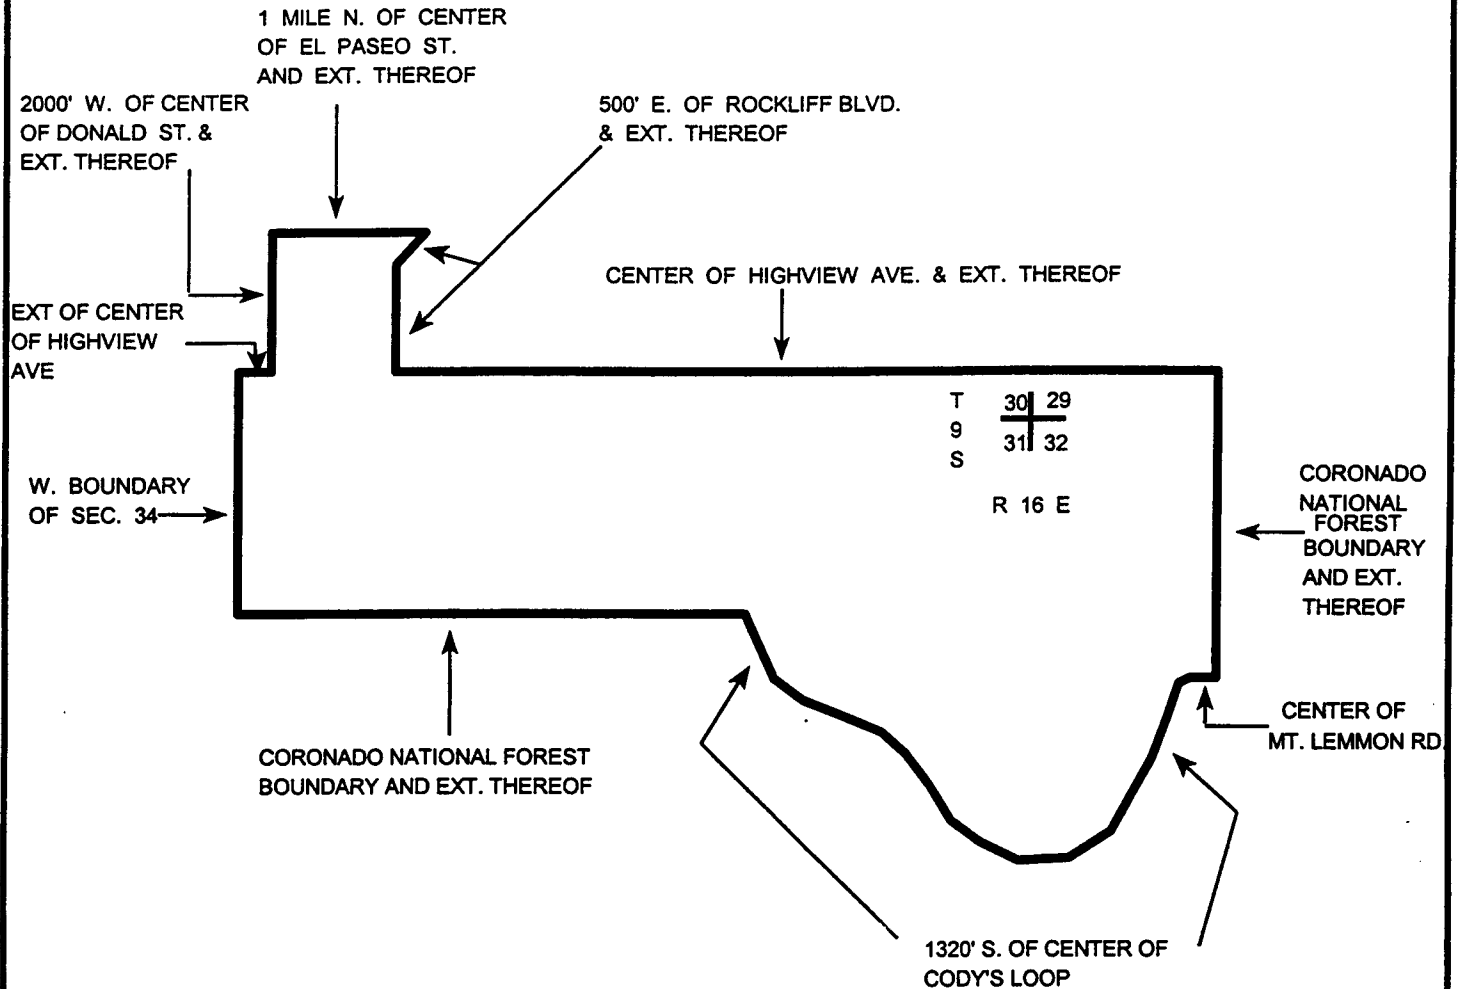 1 MILE N. OF CENTER
OF EL PASEO ST.
AND EXT. THEREOF
2000' W. OF CENTER
OF DONALD ST. &
EXT. THEREOF
500' E. OF ROCKLIFF BLVD.
& EXT. THEREOF
CENTER OF HIGHVIEW AVE. & EXT. THEREOF
EXT OF CENTER
OF HIGHVIEW
AVE
T
9
S
30 29
31 32
R 16 E
W. BOUNDARY
OF SEC. 34
CORONADO
NATIONAL
FOREST
BOUNDARY
AND EXT.
THEREOF
CENTER OF
MT. LEMMON RD.
CORONADO NATIONAL FOREST
BOUNDARY AND EXT. THEREOF
1320' S. OF CENTER OF
CODY'S LOOP